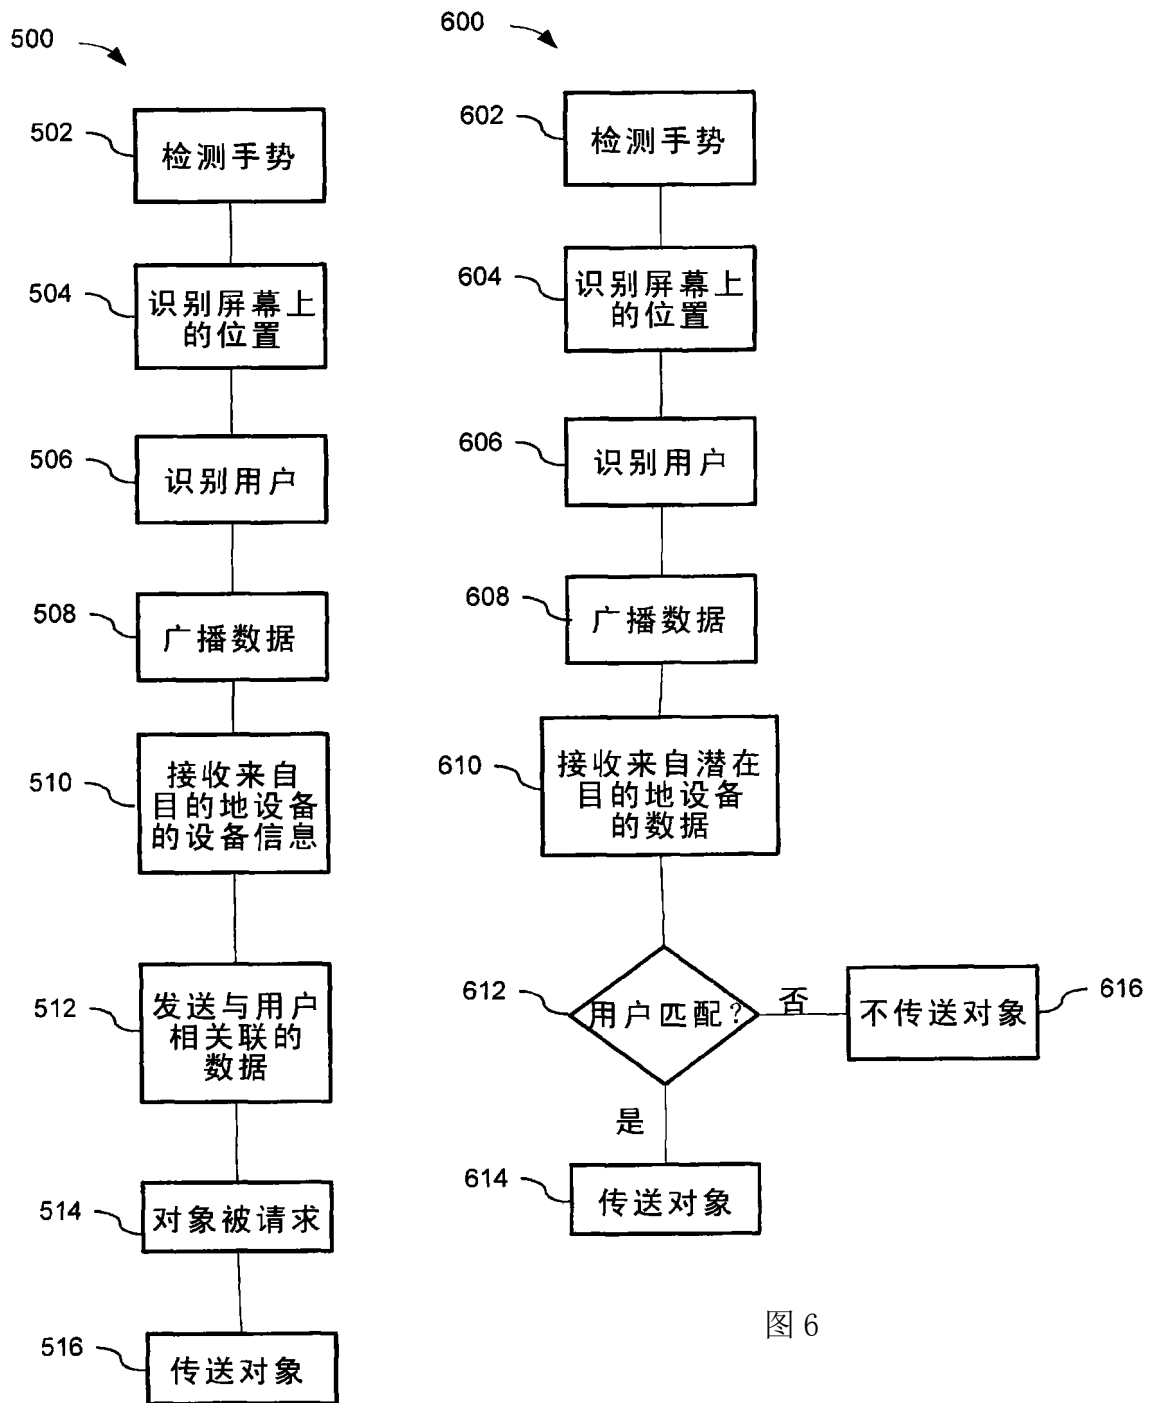 500
502
检测手势
504
识别屏幕上
的位置
506
识别用户
508
广播数据
510
接收来自
目的地设备
的设备信息
512
发送与用户
相关联的
数据
514
对象被请求
516
传送对象
600
602
检测手势
604
识别屏幕上
的位置
606
识别用户
608
广播数据
610
接收来自潜在
目的地设备
的数据
612
用户匹配?
否
不传送对象
616
是
614
传送对象
图 6